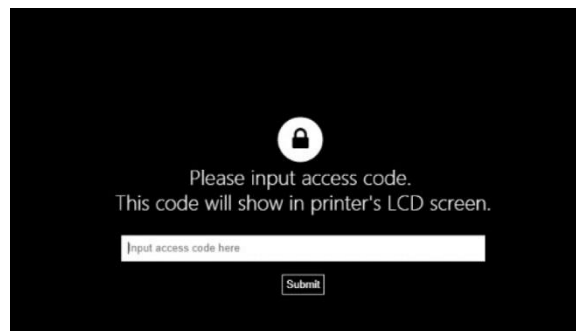 Please input access code.
This code will show in printer's LCD screen.
Input access code here
Submit